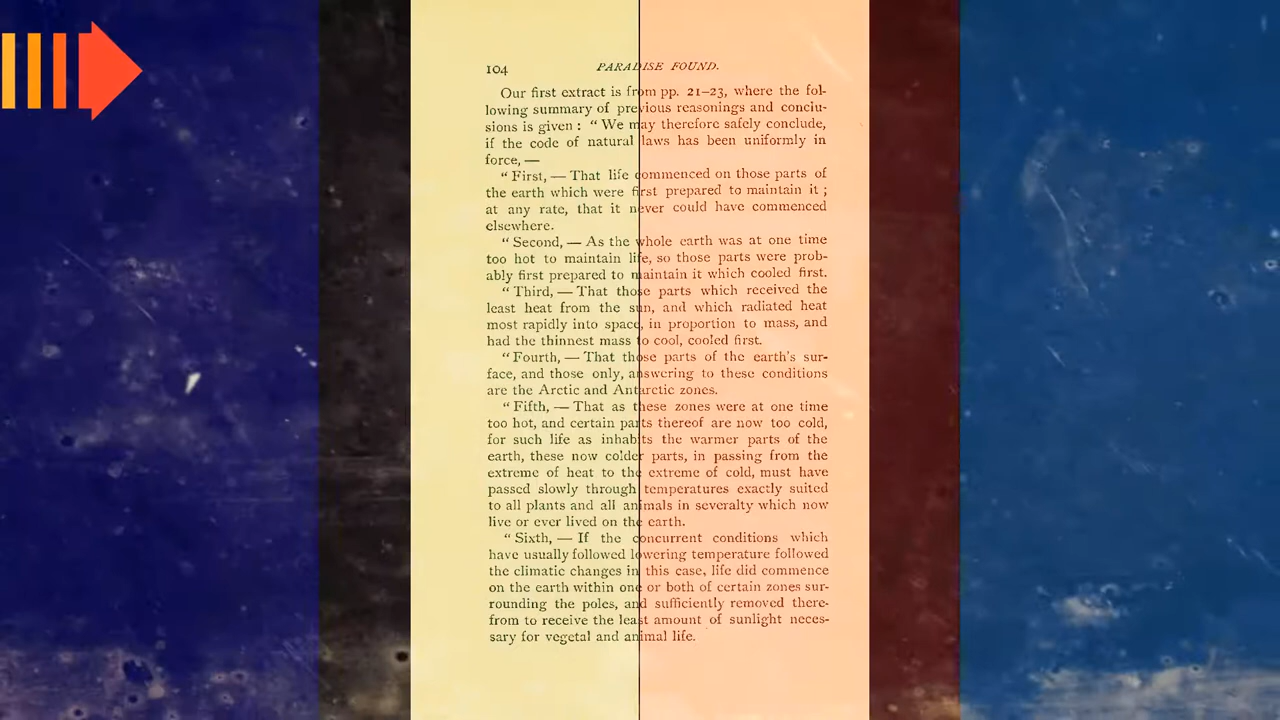 104 PARADISE FOUND.
Our first extract is from pp. 21–23, where the fol-
lowing summary of previous reasonings and conclu-
sions is given : “ We may therefore safely conclude,
if the code of natural laws has been uniformly in
force, —
“ First, — That life commenced on those parts of
the earth which were first prepared to maintain it ;
at any rate, that it never could have commenced
elsewhere.
“ Second, — As the whole earth was at one time
too hot to maintain life, so those parts were prob-
ably first prepared to maintain it which cooled first.
“ Third, — That those parts which received the
least heat from the sun, and which radiated heat
most rapidly into space, in proportion to mass, and
had the thinnest mass to cool, cooled first.
“ Fourth, — That those parts of the earth’s sur-
face, and those only, answering to these conditions
are the Arctic and Antarctic zones.
“ Fifth, — That as these zones were at one time
too hot, and certain parts thereof are now too cold,
for such life as inhabits the warmer parts of the
earth, these now colder parts, in passing from the
extreme of heat to the extreme of cold, must have
passed slowly through temperatures exactly suited
to all plants and all animals in severalty which now
live or ever lived on the earth.
“ Sixth, — If the concurrent conditions which
have usually followed lowering temperature followed
the climatic changes in this case, life did commence
on the earth within one or both of certain zones sur-
rounding the poles, and sufficiently removed there-
from to receive the least amount of sunlight neces-
sary for vegetal and animal life.